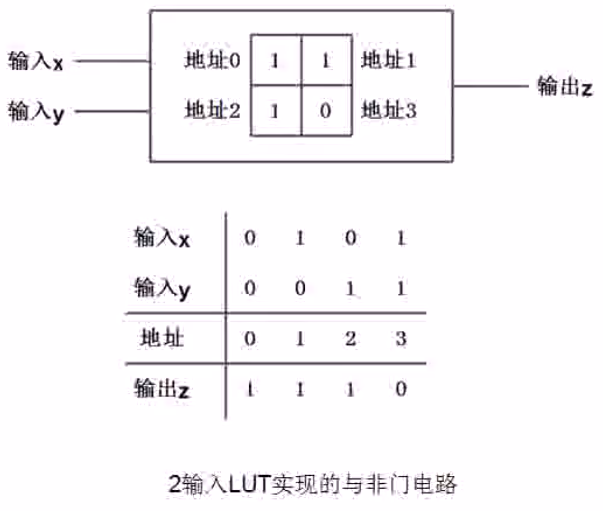 输入x 地址0 1 1 地址1
输入y 地址2 1 0 地址3
输出z
输入x 0 1 0 1
输入y 0 0 1 1
地址 0 1 2 3
输出z 1 1 1 0
2输入LUT实现的与非门电路